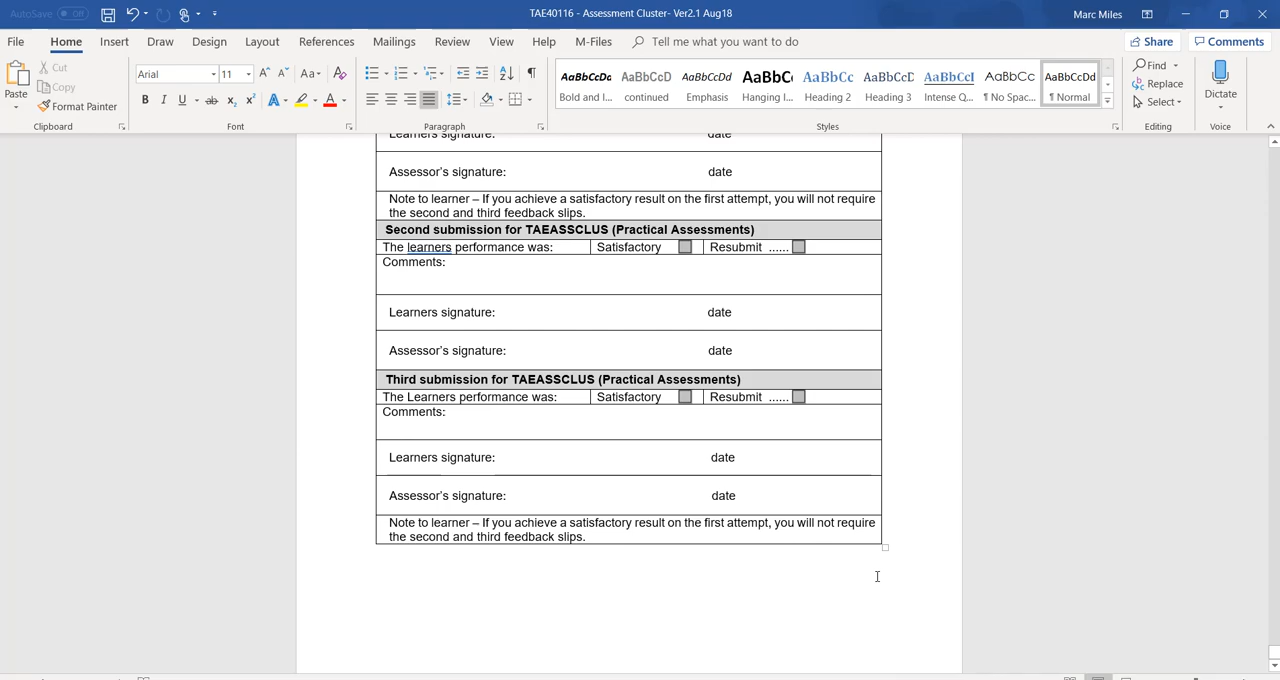 AutoSave Off
TAE40116 - Assessment Cluster- Ver2.1 Aug18
Marc Miles
File Home Insert Draw Design Layout References Mailings Review View Help M-Files Tell me what you want to do
Share Comments
Paste
Cut
Copy
Format Painter
Clipboard
Arial 11
Font
Paragraph
AaBbCcDc AaBbCcD AaBbCcDd AaBbC AaBbCc AaBbCcD AaBbCcI AaBbCc AaBbCcDd
Bold and I... continued Emphasis Hanging I... Heading 2 Heading 3 Intense Q... ¶ No Spac... ¶ Normal
Styles
Find
Replace
Select
Editing
Dictate
Voice
Learners signature: date
Assessor's signature: date
Note to learner – If you achieve a satisfactory result on the first attempt, you will not require
the second and third feedback slips.
Second submission for TAEASSCLUS (Practical Assessments)
The learners performance was: Satisfactory Resubmit ......
Comments:
Learners signature: date
Assessor's signature: date
Third submission for TAEASSCLUS (Practical Assessments)
The Learners performance was: Satisfactory Resubmit ......
Comments:
Learners signature: date
Assessor's signature: date
Note to learner – If you achieve a satisfactory result on the first attempt, you will not require
the second and third feedback slips.